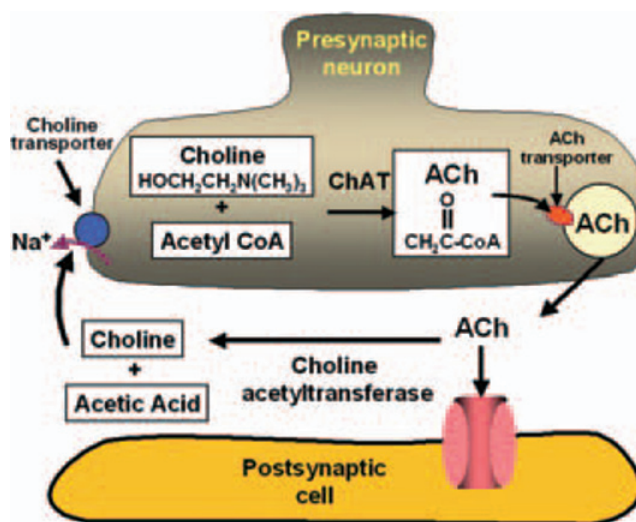 Presynaptic
neuron
Choline
transporter
ACh
transporter
Choline
HOCH₂CH₂N(CH₃)₃
+
Acetyl CoA
ChAT
ACh
O
CH₂C-CoA
ACh
Na⁺
Choline
+
Acetic Acid
ACh
Choline
acetyltransferase
Postsynaptic
cell